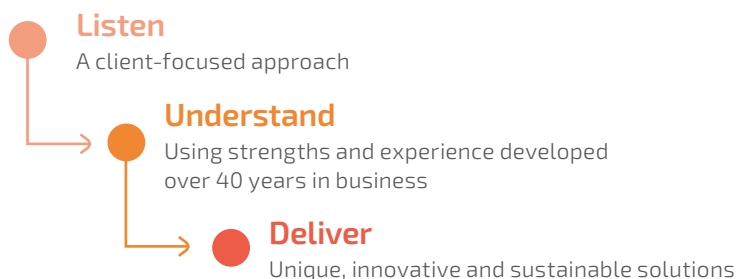 Listen
A client-focused approach
Understand
Using strengths and experience developed
over 40 years in business
Deliver
Unique, innovative and sustainable solutions